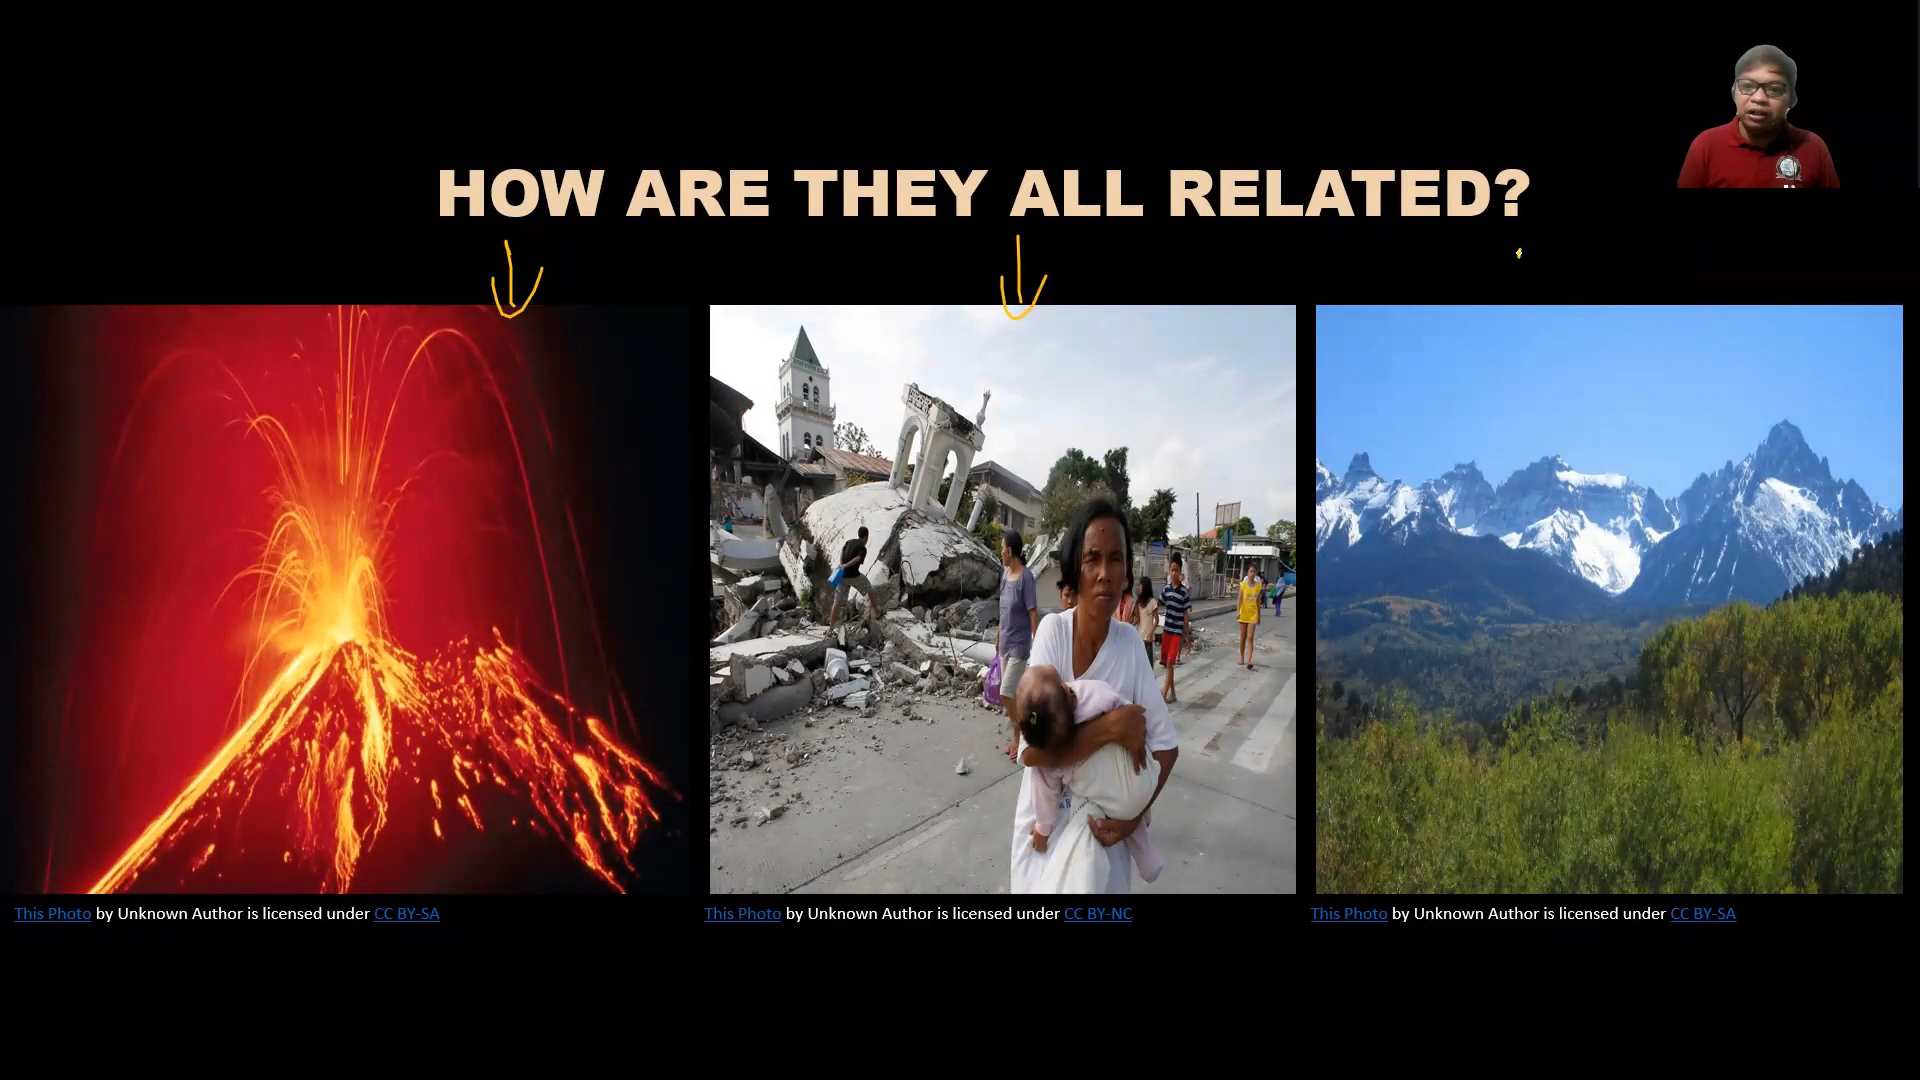 HOW ARE THEY ALL RELATED?
This Photo by Unknown Author is licensed under CC BY-SA
This Photo by Unknown Author is licensed under CC BY-NC
This Photo by Unknown Author is licensed under CC BY-SA